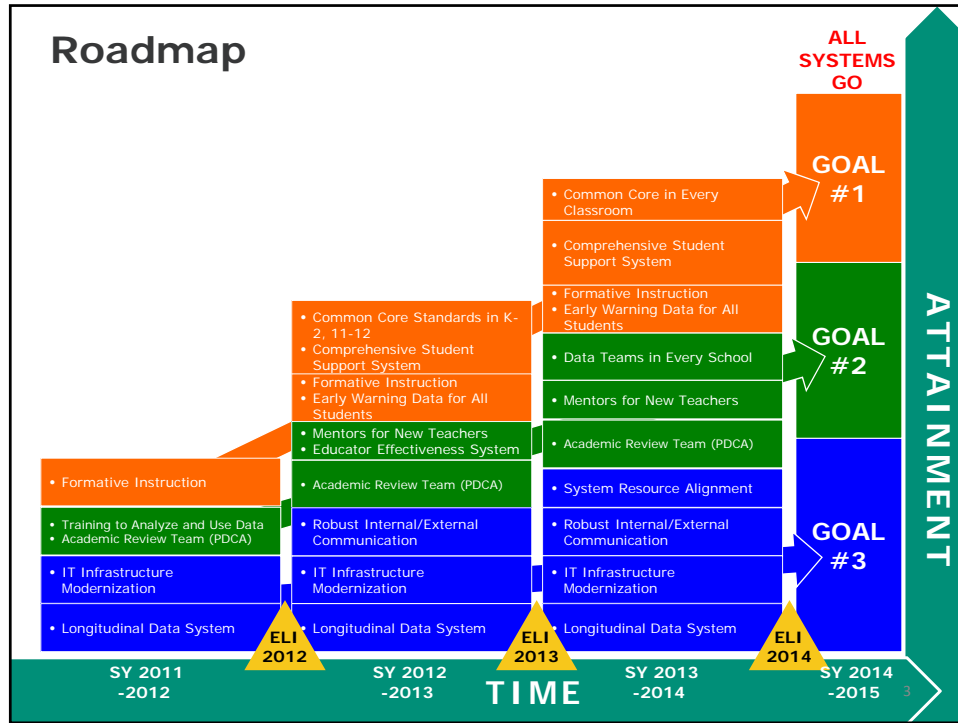 Roadmap
ALL
SYSTEMS
GO
GOAL
#1
GOAL
#2
GOAL
#3
• Common Core in Every
Classroom
• Comprehensive Student
Support System
• Formative Instruction
• Early Warning Data for All
Students
• Data Teams in Every School
• Mentors for New Teachers
• Academic Review Team (PDCA)
• System Resource Alignment
• Robust Internal/External
Communication
• IT Infrastructure
Modernization
• Longitudinal Data System
• Common Core Standards in K-
2, 11-12
• Comprehensive Student
Support System
• Formative Instruction
• Early Warning Data for All
Students
• Mentors for New Teachers
• Educator Effectiveness System
• Academic Review Team (PDCA)
• Robust Internal/External
Communication
• IT Infrastructure
Modernization
• Longitudinal Data System
• Formative Instruction
• Training to Analyze and Use Data
• Academic Review Team (PDCA)
• IT Infrastructure
Modernization
• Longitudinal Data System
ELI
2012
ELI
2013
ELI
2014
SY 2011
-2012
SY 2012
-2013
TIME
SY 2013
-2014
SY 2014
-2015
3
ATTAINMENT